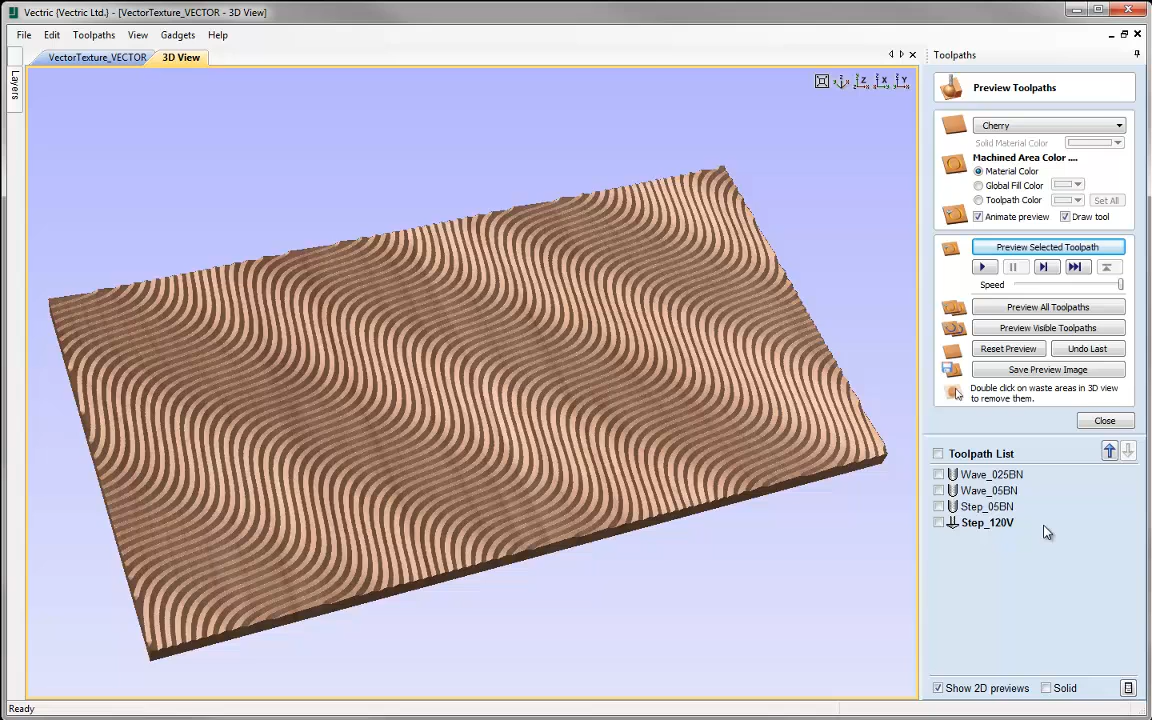 Vectric {Vectric Ltd.} - [VectorTexture_VECTOR - 3D View]
File Edit Toolpaths View Gadgets Help
VectorTexture_VECTOR 3D View
Layers
Z X Y
Toolpaths
Preview Toolpaths
Cherry
Solid Material Color
Machined Area Color ....
Material Color
Global Fill Color
Toolpath Color Set All
Animate preview Draw tool
Preview Selected Toolpath
Speed
Preview All Toolpaths
Preview Visible Toolpaths
Reset Preview Undo Last
Save Preview Image
Double click on waste areas in 3D view
to remove them.
Close
Toolpath List
Wave_025BN
Wave_05BN
Step_05BN
Step_120V
Show 2D previews Solid
Ready